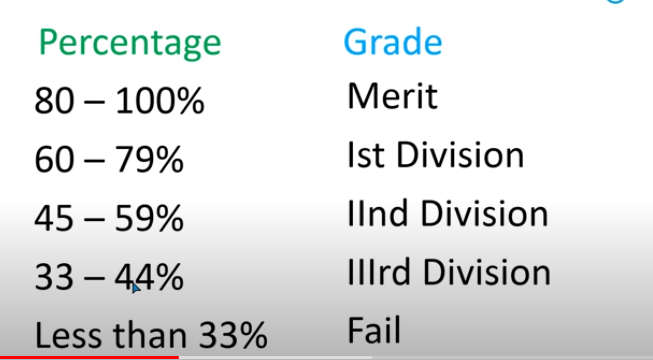 Percentage Grade
80 – 100% Merit
60 – 79% Ist Division
45 – 59% IInd Division
33 – 44% IIIrd Division
Less than 33% Fail